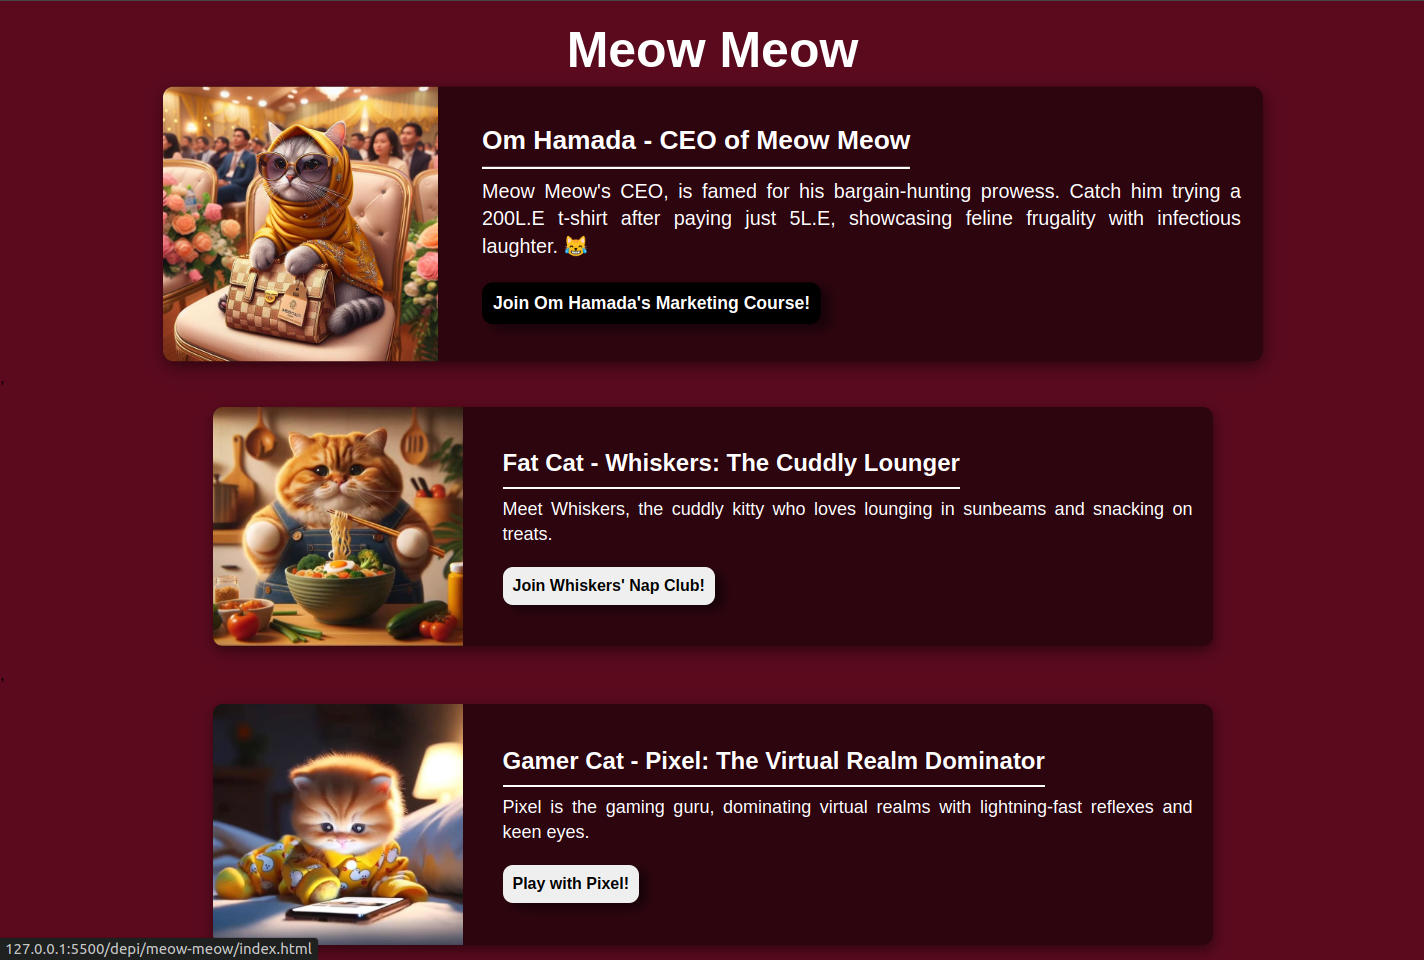 Meow Meow
Om Hamada - CEO of Meow Meow
Meow Meow's CEO, is famed for his bargain-hunting prowess. Catch him trying a
200L.E t-shirt after paying just 5L.E, showcasing feline frugality with infectious
laughter. 😹
Join Om Hamada's Marketing Course!
,
Fat Cat - Whiskers: The Cuddly Lounger
Meet Whiskers, the cuddly kitty who loves lounging in sunbeams and snacking on
treats.
Join Whiskers' Nap Club!
,
Gamer Cat - Pixel: The Virtual Realm Dominator
Pixel is the gaming guru, dominating virtual realms with lightning-fast reflexes and
keen eyes.
Play with Pixel!
127.0.0.1:5500/depi/meow-meow/index.html